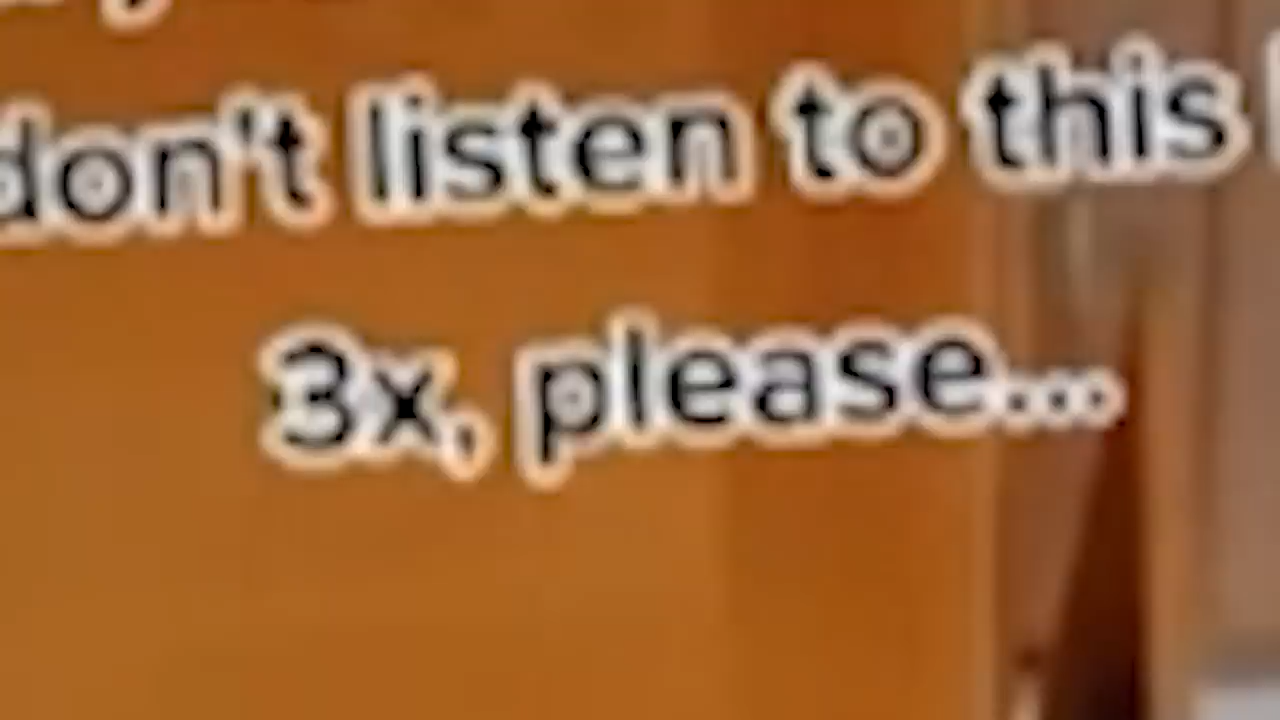 don't listen to this
3x, please...